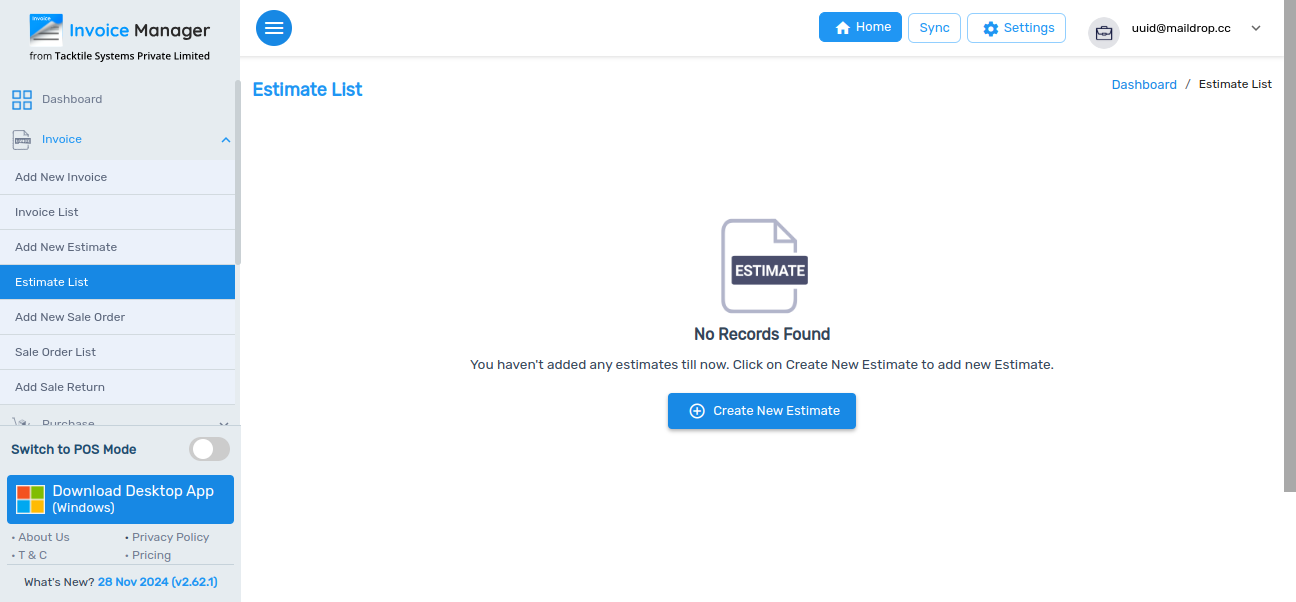 Invoice
Invoice Manager
from Tacktile Systems Private Limited
Home
Sync
Settings
uuid@maildrop.cc
Estimate List
Dashboard / Estimate List
Dashboard
Invoice
Add New Invoice
Invoice List
Add New Estimate
Estimate List
Add New Sale Order
Sale Order List
Add Sale Return
Purchase
Switch to POS Mode
Download Desktop App
(Windows)
• About Us
• Privacy Policy
• T & C
• Pricing
What's New? 28 Nov 2024 (v2.62.1)
ESTIMATE
No Records Found
You haven't added any estimates till now. Click on Create New Estimate to add new Estimate.
Create New Estimate